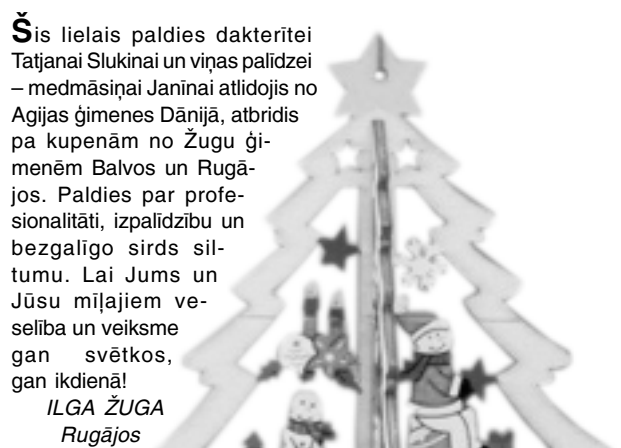 Šis lielais paldies dakterītei
Tatjanai Slukinai un viņas palīdzei
– medmāsiņai Janīnai atlidojis no
Agijas ģimenes Dānijā, atbridis
pa kupenām no Žugu ģi-
menēm Balvos un Rugā-
jos. Paldies par profe-
sionalitāti, izpalīdzību un
bezgalīgo sirds sil-
tumu. Lai Jums un
Jūsu mīļajiem ve-
selība un veiksme
gan svētkos,
gan ikdienā!
ILGA ŽUGA
Rugājos